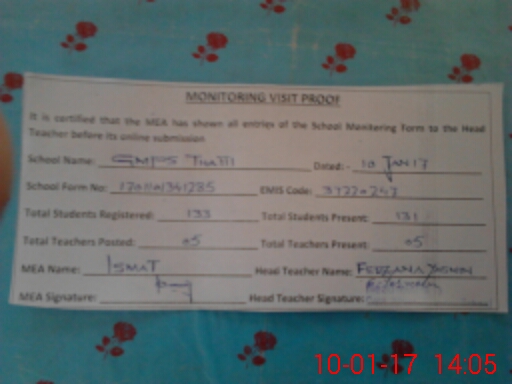 MONITORING VISIT PROOF
It is certified that the MEA has shown all entries of the School Monitoring Form to the Head
Teacher before its online submission
School Name: GMPUS THATTI Dated:- 10 JAN 17
School Form No: EMIS Code: 37220247
Total Students Registered: 133 Total Students Present: 131
Total Teachers Posted: 05 Total Teachers Present: 05
MEA Name: ISMAT Head Teacher Name: FERZANA
MEA Signature: Head Teacher Signature:
10-01-17 14:05